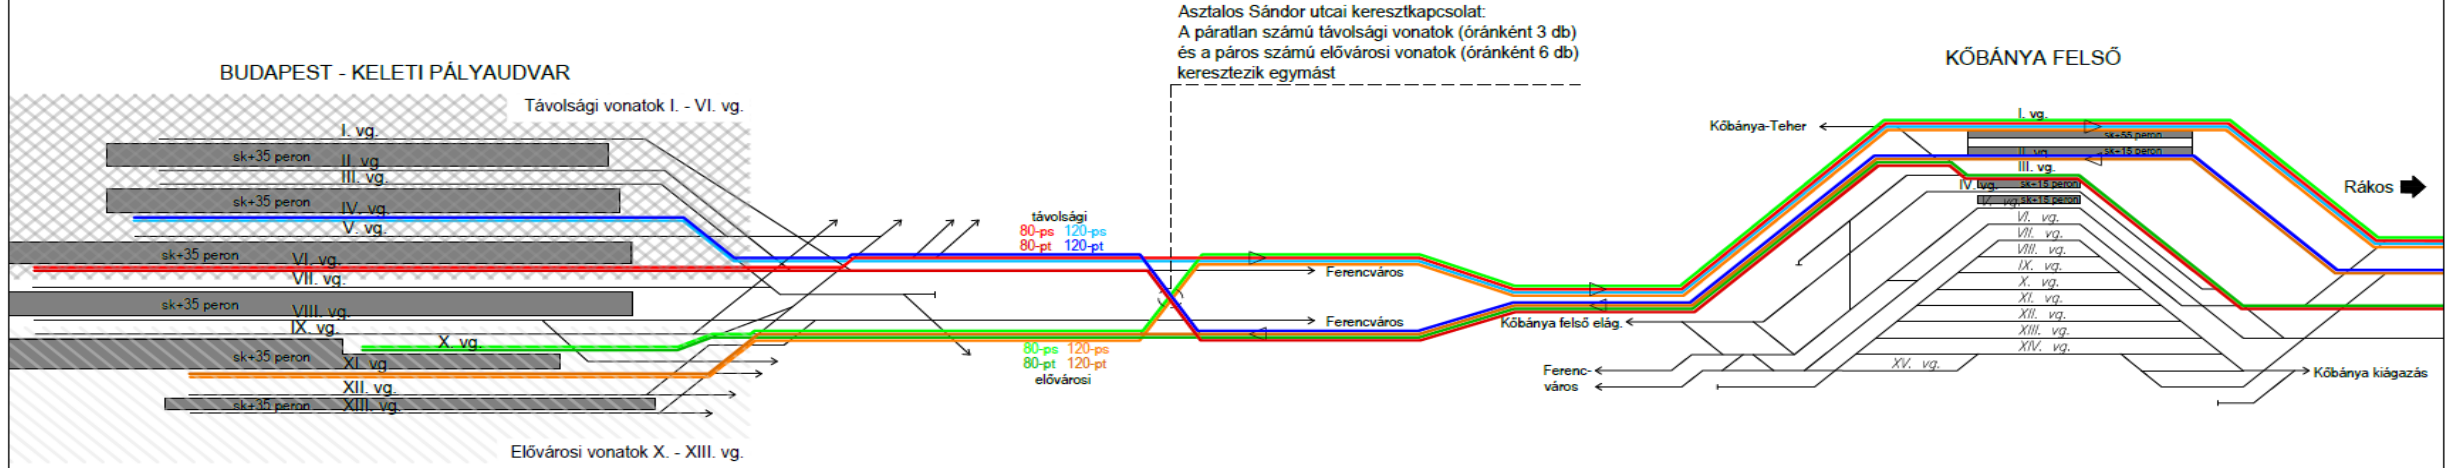 Asztalos Sándor utcai keresztkapcsolat:
A páratlan számú távolsági vonatok (óránként 3 db)
és a páros számú elővárosi vonatok (óránként 6 db)
keresztezik egymást
BUDAPEST - KELETI PÁLYAUDVAR
KŐBÁNYA FELSŐ
Távolsági vonatok I. - VI. vg.
I. vg.
sk+35 peron
II. vg.
III. vg.
sk+35 peron
IV. vg.
V. vg.
sk+35 peron
VI. vg.
VII. vg.
sk+35 peron
VIII. vg.
IX. vg.
X. vg.
sk+35 peron
XI. vg.
XII. vg.
sk+35 peron
XIII. vg.
Elővárosi vonatok X. - XIII. vg.
távolsági
80-ps 120-ps
80-pt 120-pt
80-ps 120-ps
80-pt 120-pt
elővárosi
Ferencváros
Ferencváros
Kőbánya felső elág.
Ferenc-
város
Kőbánya-Teher
I. vg.
sk+55 peron
II. vg.
sk+15 peron
III. vg.
IV. vg.
sk+15 peron
V. vg.
sk+15 peron
VI. vg.
VII. vg.
VIII. vg.
IX. vg.
X. vg.
XI. vg.
XII. vg.
XIII. vg.
XIV. vg.
XV. vg.
Rákos
Kőbánya kiágazás